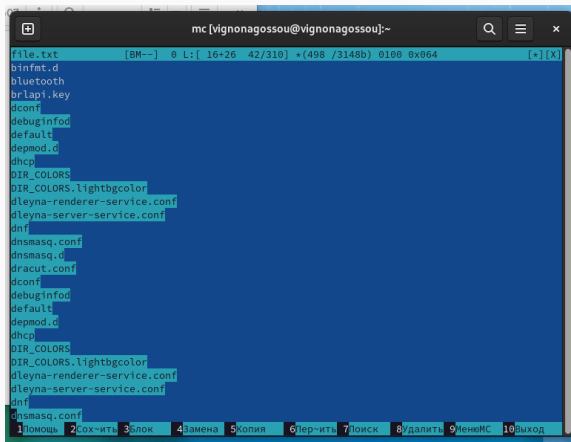 mc [vignonagossou@vignonagossou]:~
file.txt [BM--] 0 L:[ 16+26 42/310] *(498 /3148b) 0100 0x064 [*][X]
binfmt.d
bluetooth
brlapi.key
dconf
debuginfod
default
depmod.d
dhcp
DIR_COLORS
DIR_COLORS.lightbgcolor
dleyna-renderer-service.conf
dleyna-server-service.conf
dnf
dnsmasq.conf
dnsmasq.d
dracut.conf
dconf
debuginfod
default
depmod.d
dhcp
DIR_COLORS
DIR_COLORS.lightbgcolor
dleyna-renderer-service.conf
dleyna-server-service.conf
dnf
dnsmasq.conf
1Помощь 2Сох~ить 3Блок 4Замена 5Копия 6Пер~ить 7Поиск 8Удалить 9МенюMC 10Выход